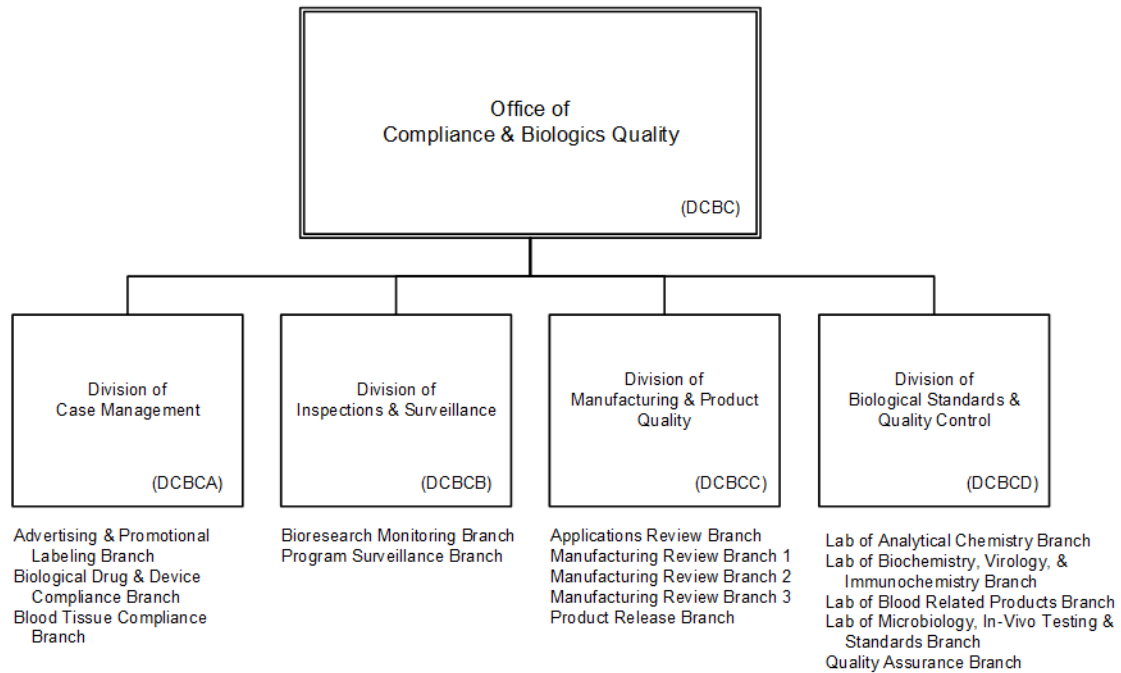 Office of
Compliance & Biologics Quality
(DCBC)
Division of
Case Management
(DCBCA)
Advertising & Promotional
Labeling Branch
Biological Drug & Device
Compliance Branch
Blood Tissue Compliance
Branch
Division of
Inspections & Surveillance
(DCBCB)
Bioresearch Monitoring Branch
Program Surveillance Branch
Division of
Manufacturing & Product
Quality
(DCBCC)
Applications Review Branch
Manufacturing Review Branch 1
Manufacturing Review Branch 2
Manufacturing Review Branch 3
Product Release Branch
Division of
Biological Standards &
Quality Control
(DCBCD)
Lab of Analytical Chemistry Branch
Lab of Biochemistry, Virology, &
Immunochemistry Branch
Lab of Blood Related Products Branch
Lab of Microbiology, In-Vivo Testing &
Standards Branch
Quality Assurance Branch